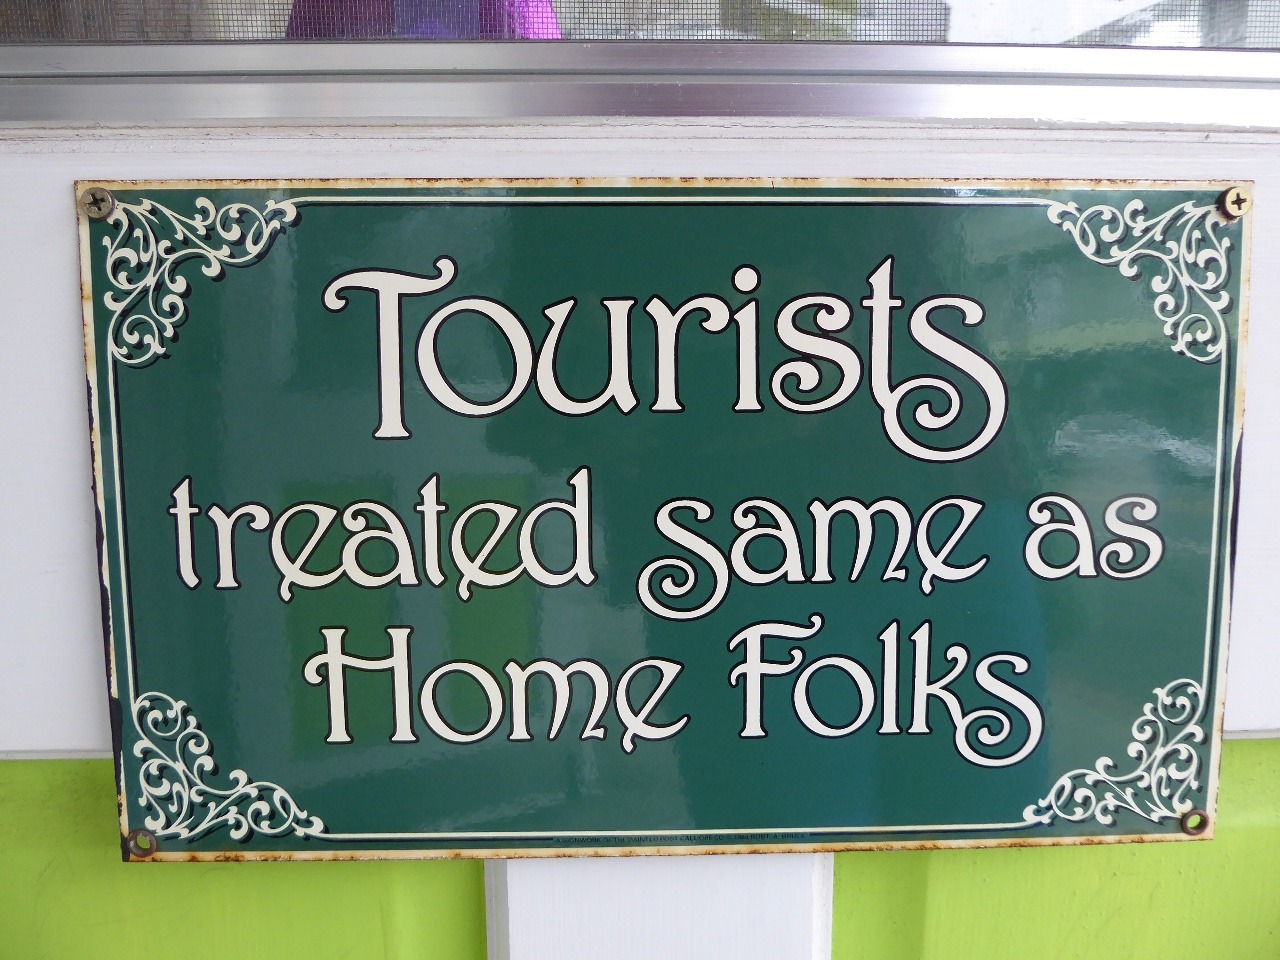 Tourists
treated same as
Home Folks